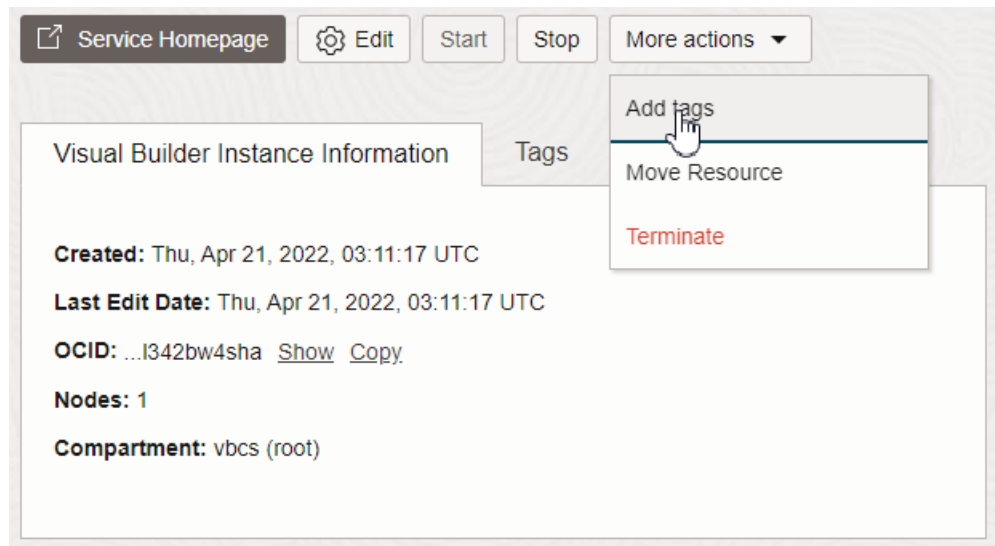 Service Homepage Edit Start Stop More actions
Add tags
Visual Builder Instance Information Tags
Move Resource
Terminate
Created: Thu, Apr 21, 2022, 03:11:17 UTC
Last Edit Date: Thu, Apr 21, 2022, 03:11:17 UTC
OCID: ...l342bw4sha Show Copy
Nodes: 1
Compartment: vbcs (root)